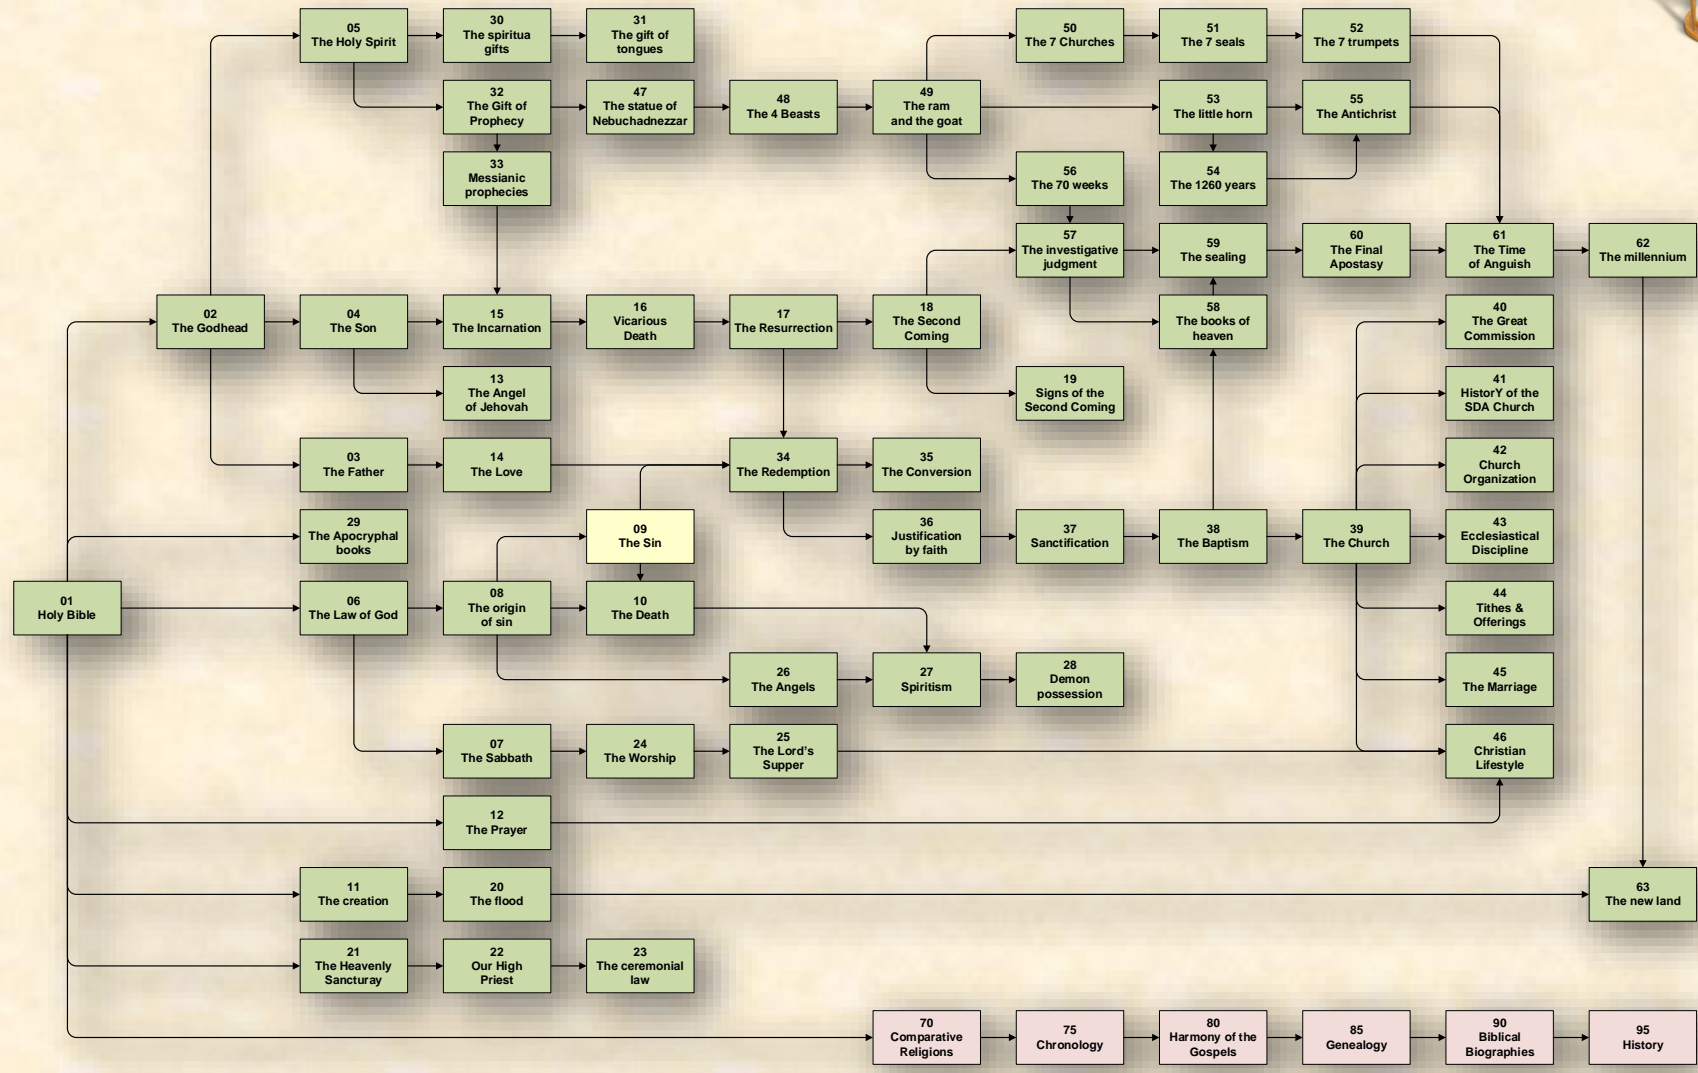 05
The Holy Spirit
30
The spiritua
gifts
31
The gift of
tongues
50
The 7 Churches
51
The 7 seals
52
The 7 trumpets
32
The Gift of
Prophecy
47
The statue of
Nebuchadnezzar
48
The 4 Beasts
49
The ram
and the goat
53
The little horn
55
The Antichrist
33
Messianic
prophecies
56
The 70 weeks
54
The 1260 years
57
The investigative
judgment
59
The sealing
60
The Final
Apostasy
61
The Time
of Anguish
62
The millennium
02
The Godhead
04
The Son
15
The Incarnation
16
Vicarious
Death
17
The Resurrection
18
The Second
Coming
58
The books of
heaven
40
The Great
Commission
13
The Angel
of Jehovah
19
Signs of the
Second Coming
41
HistorY of the
SDA Church
03
The Father
14
The Love
34
The Redemption
35
The Conversion
42
Church
Organization
29
The Apocryphal
books
09
The Sin
36
Justification
by faith
37
Sanctification
38
The Baptism
39
The Church
43
Ecclesiastical
Discipline
01
Holy Bible
06
The Law of God
08
The origin
of sin
10
The Death
44
Tithes &
Offerings
26
The Angels
27
Spiritism
28
Demon
possession
45
The Marriage
07
The Sabbath
24
The Worship
25
The Lord's
Supper
46
Christian
Lifestyle
12
The Prayer
11
The creation
20
The flood
63
The new land
21
The Heavenly
Sancturay
22
Our High
Priest
23
The ceremonial
law
70
Comparative
Religions
75
Chronology
80
Harmony of the
Gospels
85
Genealogy
90
Biblical
Biographies
95
History